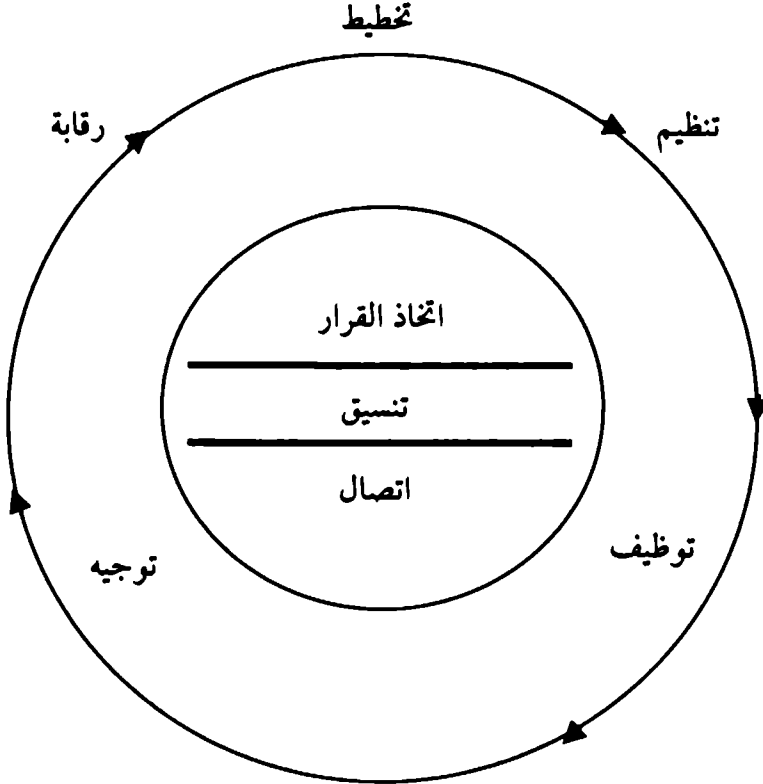 تخطيط
تنظيم
رقابة
اتخاذ القرار
تنسيق
اتصال
توظيف
توجيه